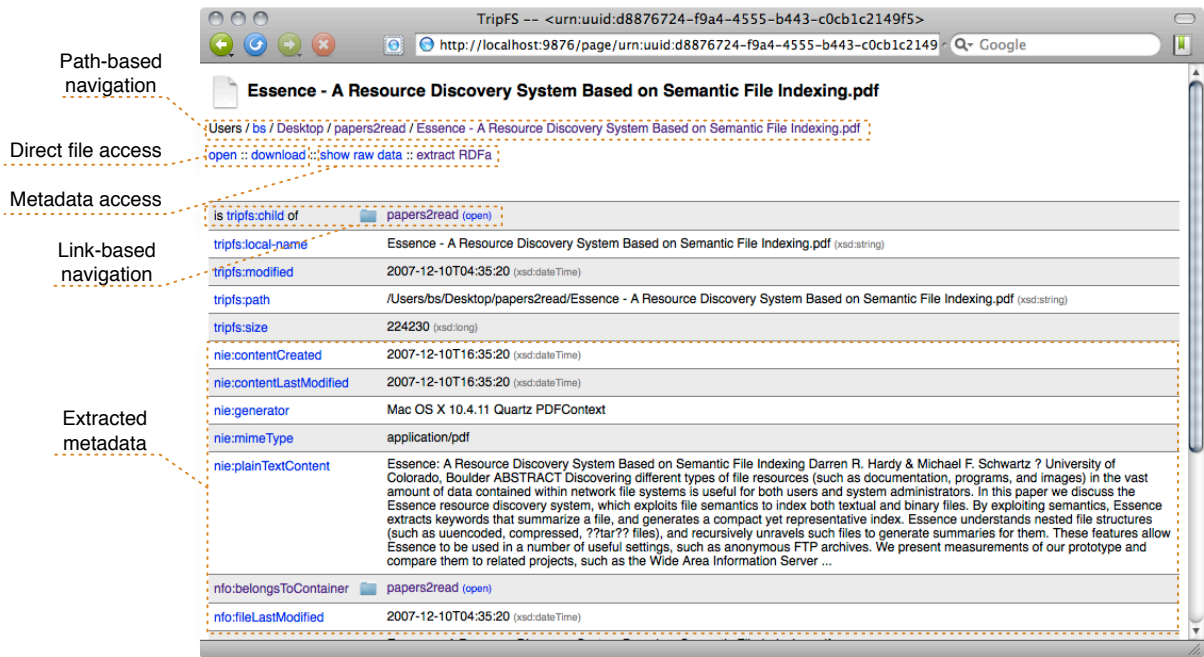 TripFS -- <urn:uuid:d8876724-f9a4-4555-b443-c0cb1c2149f5>
http://localhost:9876/page/urn:uuid:d8876724-f9a4-4555-b443-c0cb1c2149
Google
Path-based
navigation
Essence - A Resource Discovery System Based on Semantic File Indexing.pdf
Users / bs / Desktop / papers2read / Essence - A Resource Discovery System Based on Semantic File Indexing.pdf
Direct file access
open :: download :: show raw data :: extract RDFa
Metadata access
is tripfs:child of papers2read (open)
Link-based
navigation
tripfs:local-name Essence - A Resource Discovery System Based on Semantic File Indexing.pdf (xsd:string)
tripfs:modified 2007-12-10T04:35:20 (xsd:dateTime)
tripfs:path /Users/bs/Desktop/papers2read/Essence - A Resource Discovery System Based on Semantic File Indexing.pdf (xsd:string)
tripfs:size 224230 (xsd:long)
nie:contentCreated 2007-12-10T16:35:20 (xsd:dateTime)
nie:contentLastModified 2007-12-10T16:35:20 (xsd:dateTime)
Extracted
metadata
nie:generator Mac OS X 10.4.11 Quartz PDFContext
nie:mimeType application/pdf
nie:plainTextContent Essence: A Resource Discovery System Based on Semantic File Indexing Darren R. Hardy & Michael F. Schwartz ? University of
Colorado, Boulder ABSTRACT Discovering different types of file resources (such as documentation, programs, and images) in the vast
amount of data contained within network file systems is useful for both users and system administrators. In this paper we discuss the
Essence resource discovery system, which exploits file semantics to index both textual and binary files. By exploiting semantics, Essence
extracts keywords that summarize a file, and generates a compact yet representative index. Essence understands nested file structures
(such as uuencoded, compressed, ??tar?? files), and recursively unravels such files to generate summaries for them. These features allow
Essence to be used in a number of useful settings, such as anonymous FTP archives. We present measurements of our prototype and
compare them to related projects, such as the Wide Area Information Server ...
nfo:belongsToContainer papers2read (open)
nfo:fileLastModified 2007-12-10T04:35:20 (xsd:dateTime)